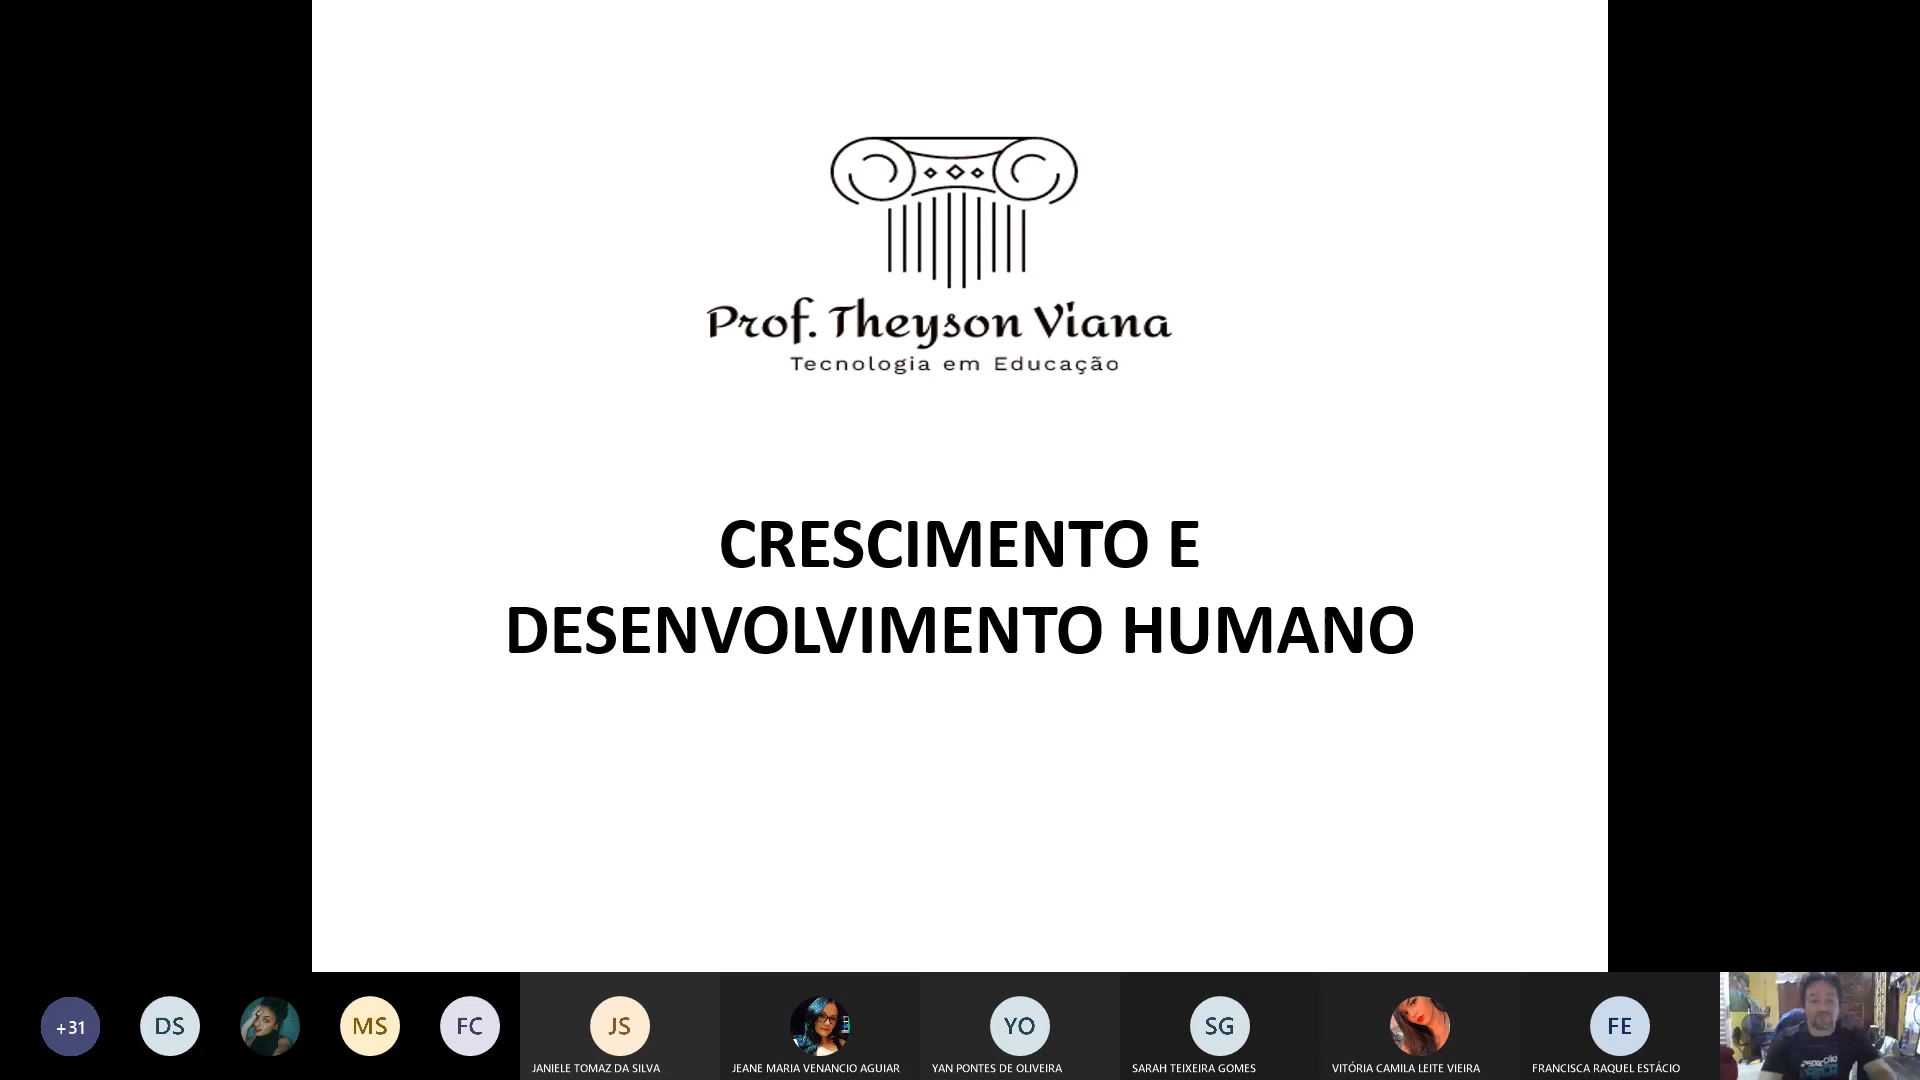 Prof. Theyson Viana
Tecnologia em Educação
CRESCIMENTO E
DESENVOLVIMENTO HUMANO
+31
DS
MS
FC
JS
JANIELE TOMAZ DA SILVA
JEANE MARIA VENANCIO AGUIAR
YO
YAN PONTES DE OLIVEIRA
SG
SARAH TEIXEIRA GOMES
VITÓRIA CAMILA LEITE VIEIRA
FE
FRANCISCA RAQUEL ESTÁCIO